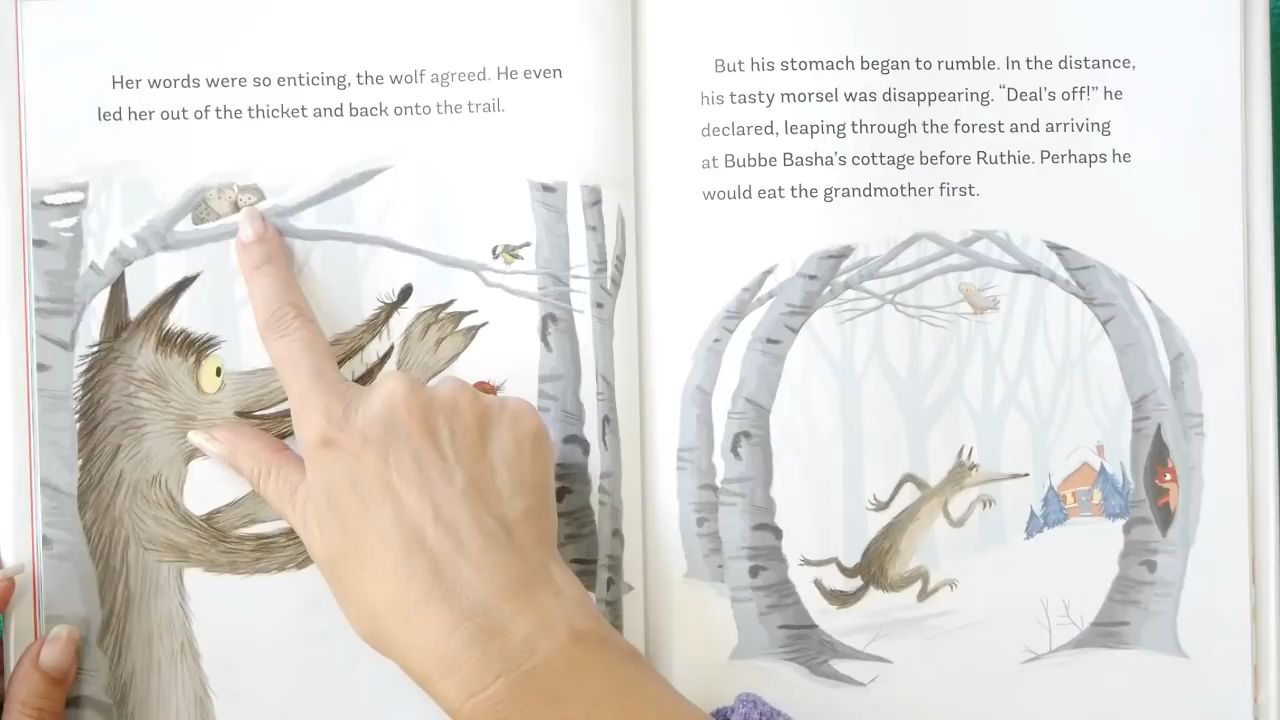 Her words were so enticing, the wolf agreed. He even
led her out of the thicket and back onto the trail.
But his stomach began to rumble. In the distance,
his tasty morsel was disappearing. “Deal’s off!” he
declared, leaping through the forest and arriving
at Bubbe Basha’s cottage before Ruthie. Perhaps he
would eat the grandmother first.